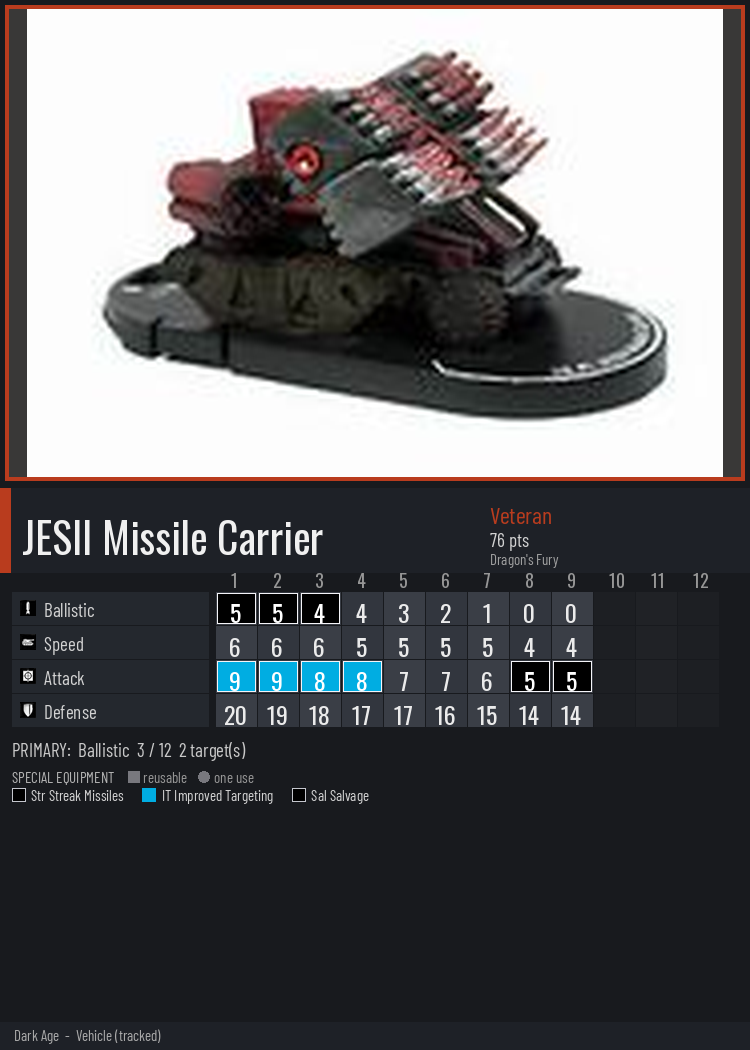 JESII Missile Carrier
Veteran
76 pts
Dragon's Fury
1 2 3 4 5 6 7 8 9 10 11 12
Ballistic 5 5 4 4 3 2 1 0 0
Speed 6 6 6 5 5 5 5 4 4
Attack 9 9 8 8 7 7 6 5 5
Defense 20 19 18 17 17 16 15 14 14
PRIMARY: Ballistic 3 / 12 2 target(s)
SPECIAL EQUIPMENT reusable one use
Str Streak Missiles IT Improved Targeting Sal Salvage
Dark Age - Vehicle (tracked)